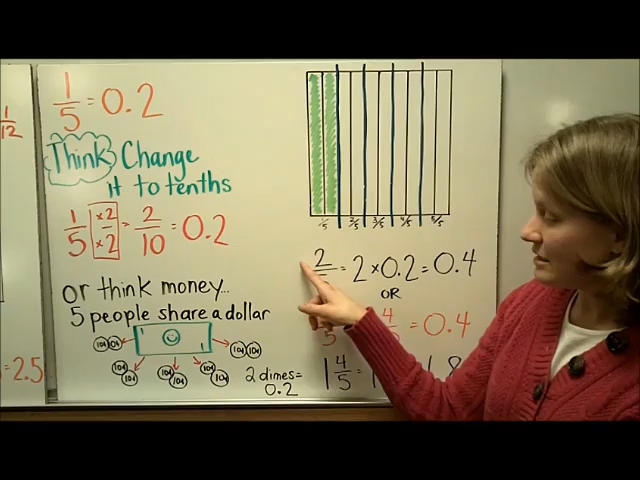 1/12
= 2.5
1/5 = 0.2
Think Change
it to tenths
1/5 ×2/×2 = 2/10 = 0.2
or think money...
5 people share a dollar
1 1
10¢ 10¢ 10¢ 10¢
10¢ 10¢ 10¢ 10¢ 10¢ 10¢
2 dimes =
0.2
1/5 2/5 3/5 4/5 5/5
2 = 2 × 0.2 = 0.4
OR
5 4 = 0.4
1 4/5 = 1 1.8